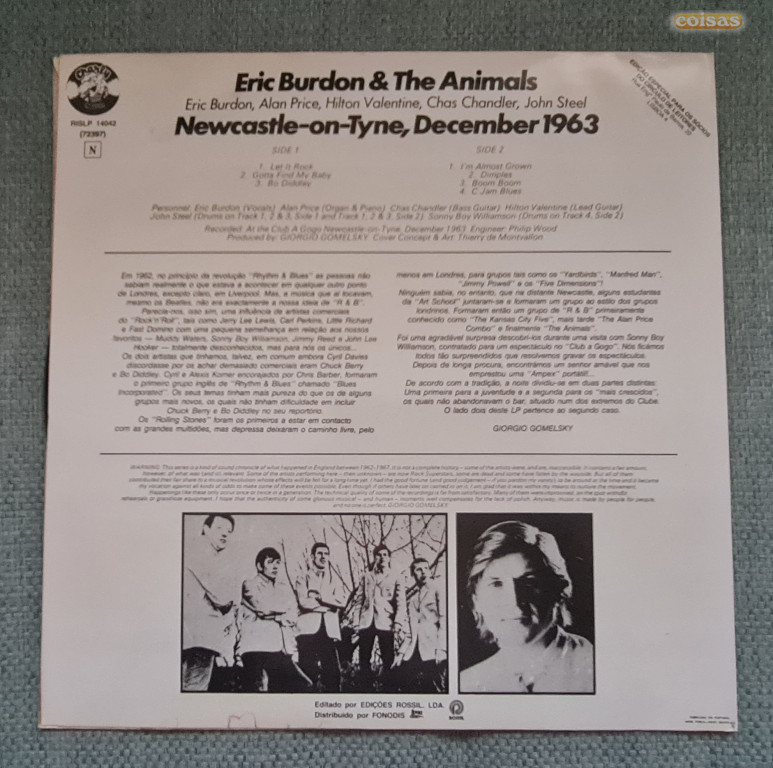 coisas
CHARLY
RISLP 14042
(72397)
N
EDIÇÃO ESPECIAL PARA OS SÓCIOS
DO CÍRCULO DE LEITORES
LISBOA
Eric Burdon & The Animals
Eric Burdon, Alan Price, Hilton Valentine, Chas Chandler, John Steel
Newcastle-on-Tyne, December 1963
SIDE 1
1. Let it Rock
2. Gotta Find My Baby
3. Bo Diddley
SIDE 2
1. I'm Almost Grown
2. Dimples
3. Boom Boom
4. C Jam Blues
Personnel: Eric Burdon (Vocals) Alan Price (Organ & Piano) Chas Chandler (Bass Guitar) Hilton Valentine (Lead Guitar)
John Steel (Drums on Track 1, 2 & 3, Side 1 and Track 1, 2 & 3, Side 2) Sonny Boy Williamson (Drums on Track 4, Side 2)
Recorded: At the Club A Gogo Newcastle-on-Tyne, December 1963 Engineer: Philip Wood
Produced by: GIORGIO GOMELSKY Cover Concept & Art: Thierry de Montvallon
Em 1962, no princípio da revolução "Rhythm & Blues" as pessoas não
sabiam realmente o que estava a acontecer em qualquer outro ponto
de Londres, excepto claro, em Liverpool. Mas, a música que aí tocavam,
mesmo os Beatles, não era exactamente a nossa ideia de "R & B".
Parecia-nos, isso sim, uma influência de artistas comerciais
do "Rock'n'Roll", tais como Jerry Lee Lewis, Carl Perkins, Little Richard
e Fast Domino com uma pequena semelhança em relação aos nossos
favoritos — Muddy Waters, Sonny Boy Williamson, Jimmy Reed e John Lee
Hooker — totalmente desconhecidos, mas para nós os únicos...
Os dois artistas que tínhamos, talvez, em comum embora Cyril Davies
discordasse por os achar demasiado comerciais eram Chuck Berry
e Bo Diddley. Cyril e Alexis Korner encorajados por Chris Barber, formaram
o primeiro grupo inglês de "Rhythm & Blues" chamado "Blues
Incorporated". Os seus temas tinham mais pureza do que os de alguns
grupos mais novos, os quais não tinham dificuldade em incluir
Chuck Berry e Bo Diddley no seu reportório.
Os "Rolling Stones" foram os primeiros a estar em contacto
com as grandes multidões, mas depressa deixaram o caminho livre, pelo
menos em Londres, para grupos tais como os "Yardbirds", "Manfred Man",
"Jimmy Powell" e os "Five Dimensions"!
Ninguém sabia, no entanto, que na distante Newcastle, alguns estudantes
da "Art School" juntaram-se e formaram um grupo ao estilo dos grupos
londrinos. Formaram então um grupo de "R & B" primeiramente
conhecido como "The Kansas City Five", mais tarde "The Alan Price
Combo" e finalmente "The Animals".
Foi uma agradável surpresa descobri-los durante uma visita com Sonny Boy
Williamson, contratado para um espectáculo no "Club a Gogo". Nós ficámos
todos tão surpreendidos que resolvemos gravar os espectáculos.
Depois de longa procura, encontrámos um senhor amável que nos
emprestou uma "Ampex" portátil...
De acordo com a tradição, a noite dividiu-se em duas partes distintas.
Uma primeira para a juventude e a segunda para os "mais crescidos",
os quais não abandonavam o bar, situado num dos extremos do Clube.
O lado dois deste LP pertence ao segundo caso.
GIORGIO GOMELSKY
Editado por EDIÇÕES ROSSIL, LDA.
Distribuído por FONODIS